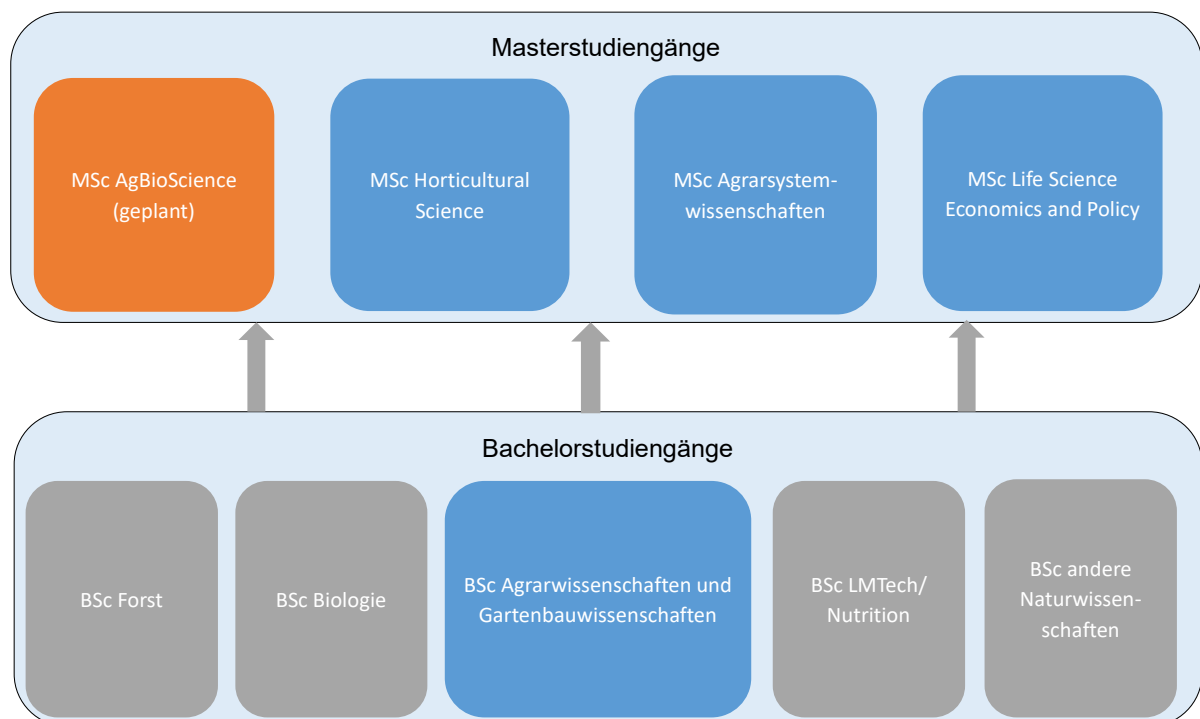 Masterstudiengänge
MSc AgBioScience
(geplant)
MSc Horticultural
Science
MSc Agrarsystem-
wissenschaften
MSc Life Science
Economics and Policy
Bachelorstudiengänge
BSc Forst
BSc Biologie
BSc Agrarwissenschaften und
Gartenbauwissenschaften
BSc LMTech/
Nutrition
BSc andere
Naturwissen-
schaften